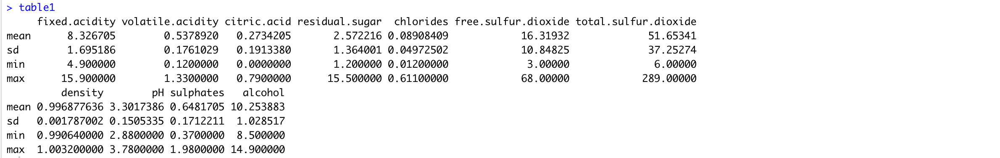 > table1
     fixed.acidity volatile.acidity citric.acid residual.sugar  chlorides free.sulfur.dioxide total.sulfur.dioxide
mean      8.326705        0.5378920   0.2734205       2.572216 0.08908409            16.31932             51.65341
sd        1.695186        0.1761029   0.1913380       1.364001 0.04972502            10.84825             37.25274
min       4.900000        0.1200000   0.0000000       1.200000 0.01200000             3.00000              6.00000
max      15.900000        1.3300000   0.7900000      15.500000 0.61100000            68.00000            289.00000
         density        pH sulphates   alcohol
mean 0.996877636 3.3017386 0.6481705 10.253883
sd   0.001787002 0.1505335 0.1712211  1.028517
min  0.990640000 2.8800000 0.3700000  8.500000
max  1.003200000 3.7800000 1.9800000 14.900000